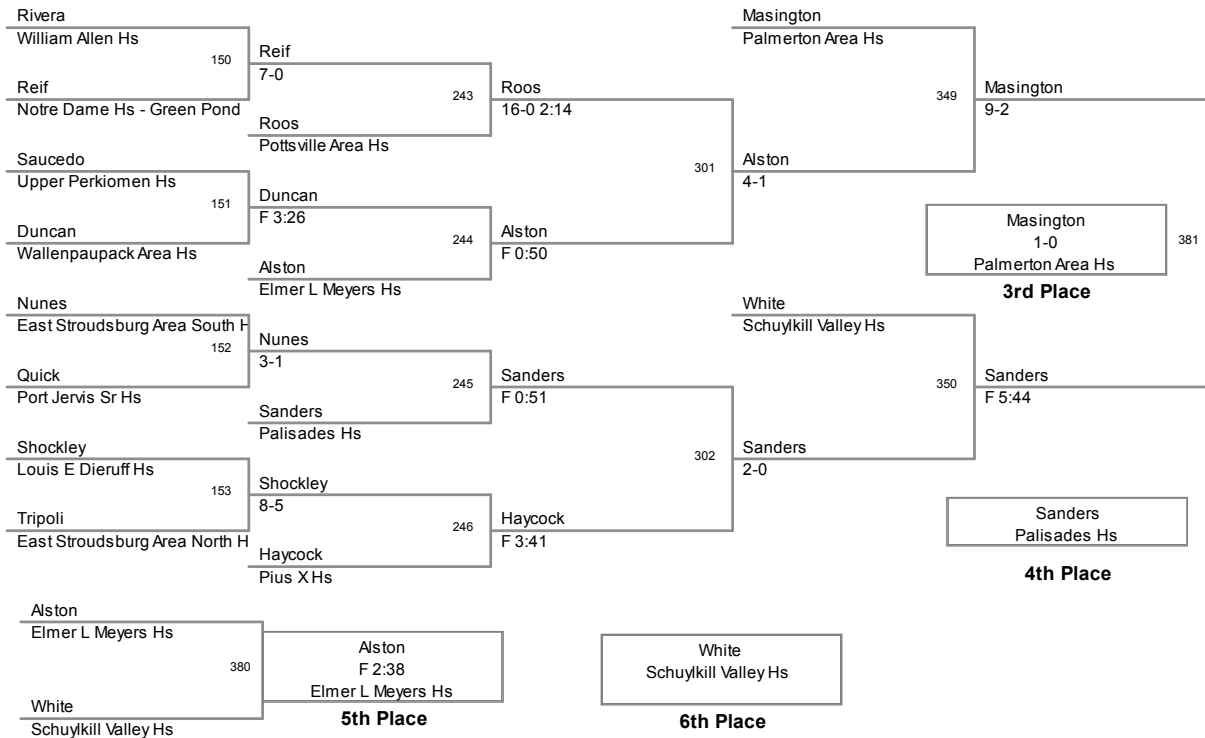 Rivera
William Allen Hs
150
Reif
7-0
Reif
Notre Dame Hs - Green Pond
243
Roos
16-0 2:14
Roos
Pottsville Area Hs
Saucedo
Upper Perkiomen Hs
151
Duncan
F 3:26
Duncan
Wallenpaupack Area Hs
244
Alston
F 0:50
Alston
Elmer L Meyers Hs
301
Alston
4-1
Masington
Palmerton Area Hs
349
Masington
9-2
Masington
1-0
Palmerton Area Hs
381
3rd Place
Nunes
East Stroudsburg Area South H
152
Nunes
3-1
Quick
Port Jervis Sr Hs
245
Sanders
F 0:51
Sanders
Palisades Hs
Shockley
Louis E Dieruff Hs
153
Shockley
8-5
Tripoli
East Stroudsburg Area North H
246
Haycock
F 3:41
Haycock
Pius X Hs
302
Sanders
2-0
White
Schuylkill Valley Hs
350
Sanders
F 5:44
Sanders
Palisades Hs
4th Place
Alston
Elmer L Meyers Hs
380
White
Schuylkill Valley Hs
Alston
F 2:38
Elmer L Meyers Hs
5th Place
White
Schuylkill Valley Hs
6th Place